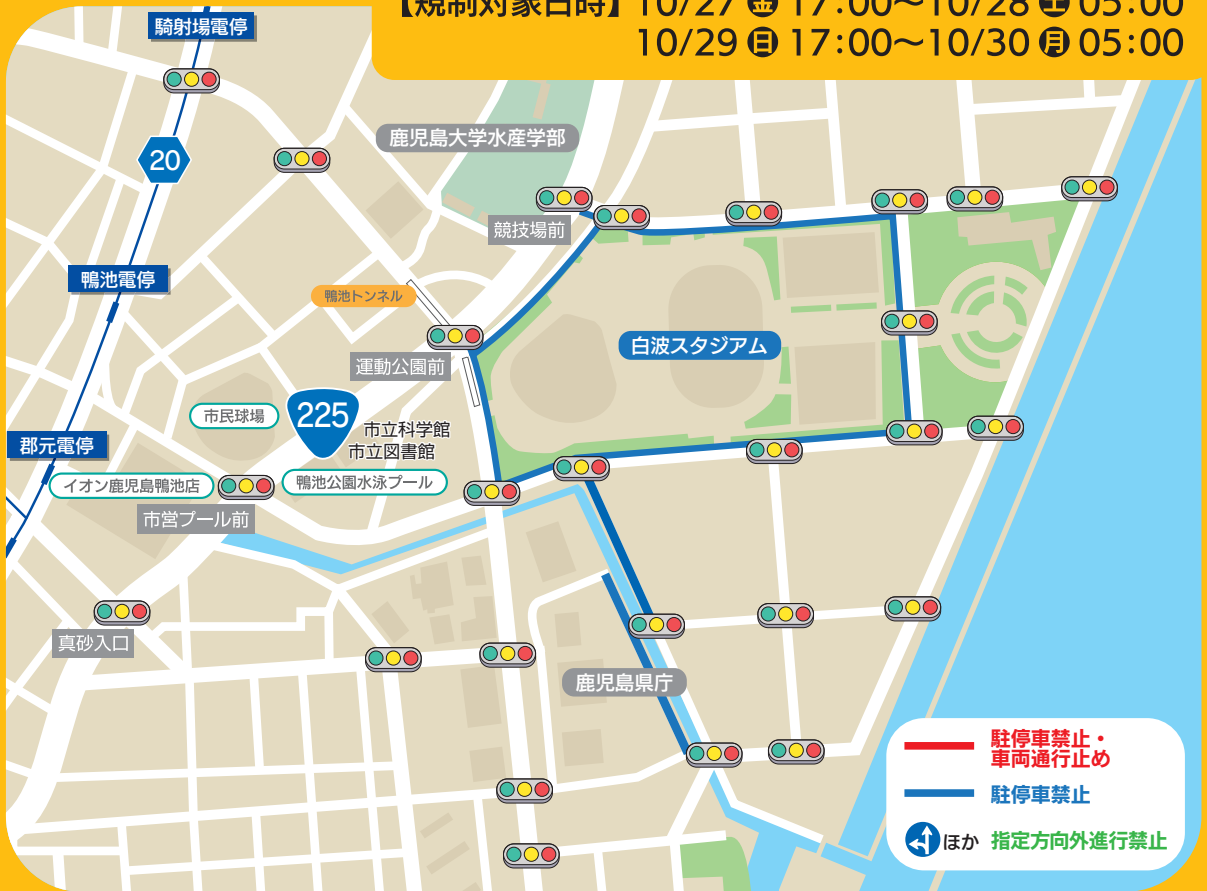 【規制対象日時】10/27 金 17:00〜10/28 土 05:00
10/29 日 17:00〜10/30 月 05:00
騎射場電停
20
鹿児島大学水産学部
競技場前
鴨池電停
鴨池トンネル
運動公園前
白波スタジアム
市民球場
225
市立科学館
市立図書館
郡元電停
イオン鹿児島鴨池店
鴨池公園水泳プール
市営プール前
真砂入口
鹿児島県庁
駐停車禁止・
車両通行止め
駐停車禁止
ほか 指定方向外進行禁止